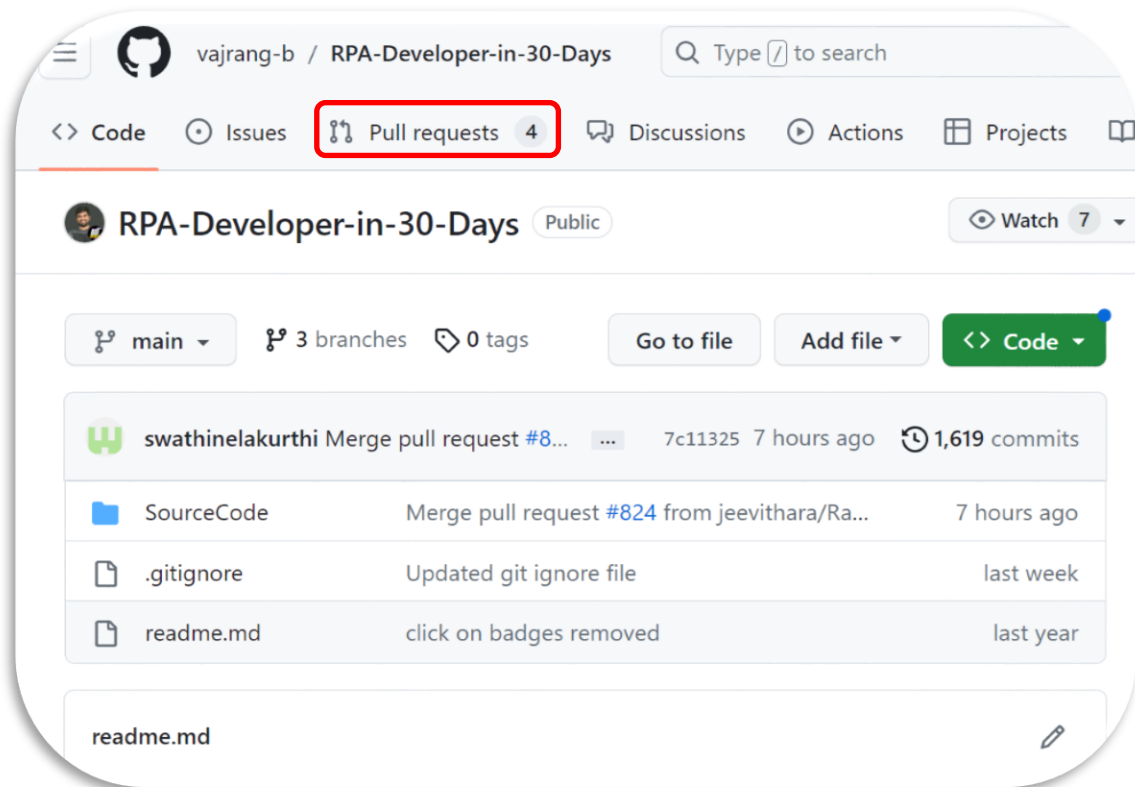 vajrang-b / RPA-Developer-in-30-Days Type / to search
Code Issues Pull requests 4 Discussions Actions Projects
RPA-Developer-in-30-Days Public Watch 7
main 3 branches 0 tags Go to file Add file <> Code
swathinelakurthi Merge pull request #8... ... 7c11325 7 hours ago 1,619 commits
SourceCode Merge pull request #824 from jeevithara/Ra... 7 hours ago
.gitignore Updated git ignore file last week
readme.md click on badges removed last year
readme.md